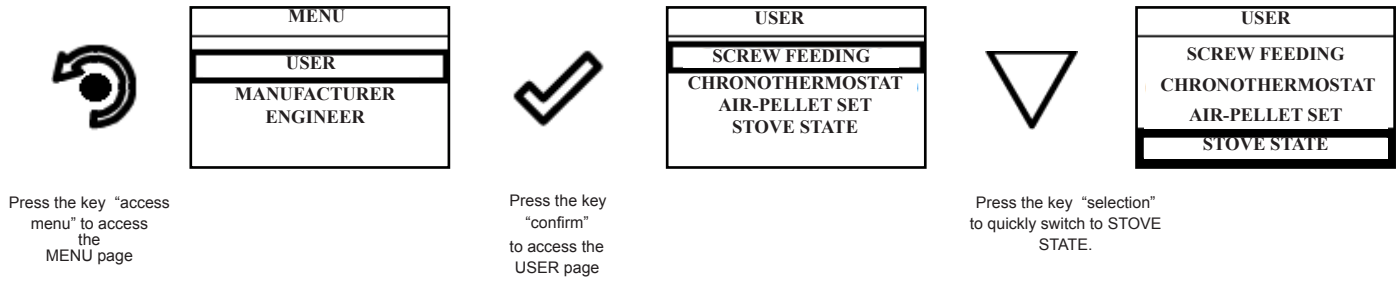 MENU
USER
MANUFACTURER
ENGINEER
USER
SCREW FEEDING
CHRONOTHERMOSTAT
AIR-PELLET SET
STOVE STATE
USER
SCREW FEEDING
CHRONOTHERMOSTAT
AIR-PELLET SET
STOVE STATE
Press the key “access
menu” to access
the
MENU page
Press the key
“confirm”
to access the
USER page
Press the key “selection”
to quickly switch to STOVE
STATE.